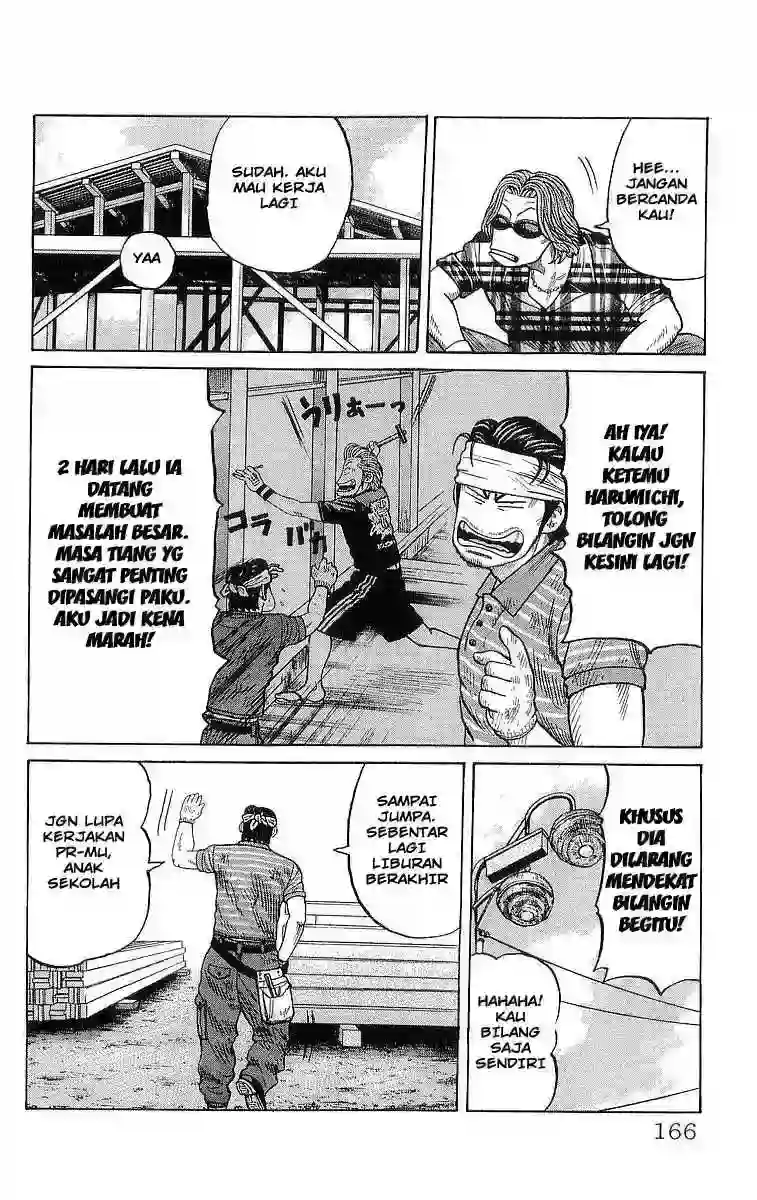 HEE...
JANGAN
BERCANDA
KAU!
SUDAH. AKU
MAU KERJA
LAGI
YAA
AH IYA!
KALAU
KETEMU
HARUMICHI,
TOLONG
BILANGIN JGN
KESINI LAGI!
うりぁーっ
コラ
バカ
2 HARI LALU IA
DATANG
MEMBUAT
MASALAH BESAR.
MASA TIANG YG
SANGAT PENTING
DIPASANGI PAKU.
AKU JADI KENA
MARAH!
KHUSUS
DIA
DILARANG
MENDEKAT
BILANGIN
BEGITU!
HAHAHA!
KAU
BILANG
SAJA
SENDIRI
SAMPAI
JUMPA.
SEBENTAR
LAGI
LIBURAN
BERAKHIR
JGN LUPA
KERJAKAN
PR-MU,
ANAK
SEKOLAH
166